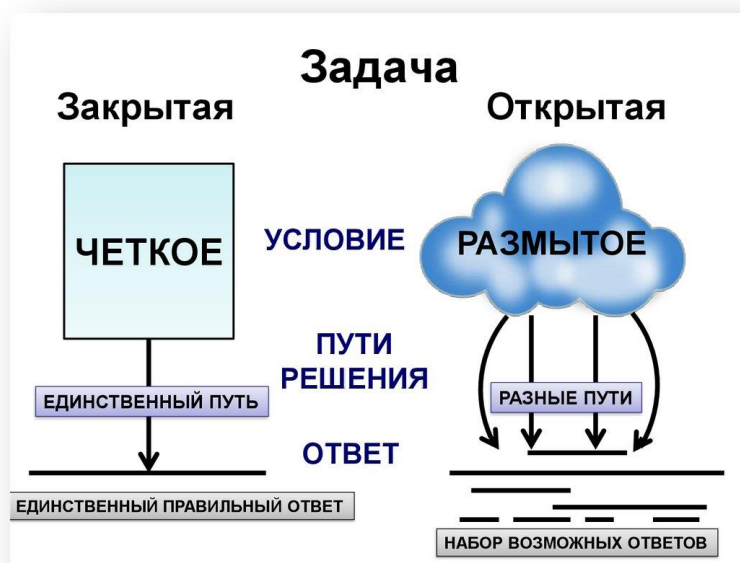 Задача
Закрытая
Открытая
ЧЕТКОЕ
УСЛОВИЕ
РАЗМЫТОЕ
ПУТИ
РЕШЕНИЯ
ЕДИНСТВЕННЫЙ ПУТЬ
РАЗНЫЕ ПУТИ
ОТВЕТ
ЕДИНСТВЕННЫЙ ПРАВИЛЬНЫЙ ОТВЕТ
НАБОР ВОЗМОЖНЫХ ОТВЕТОВ